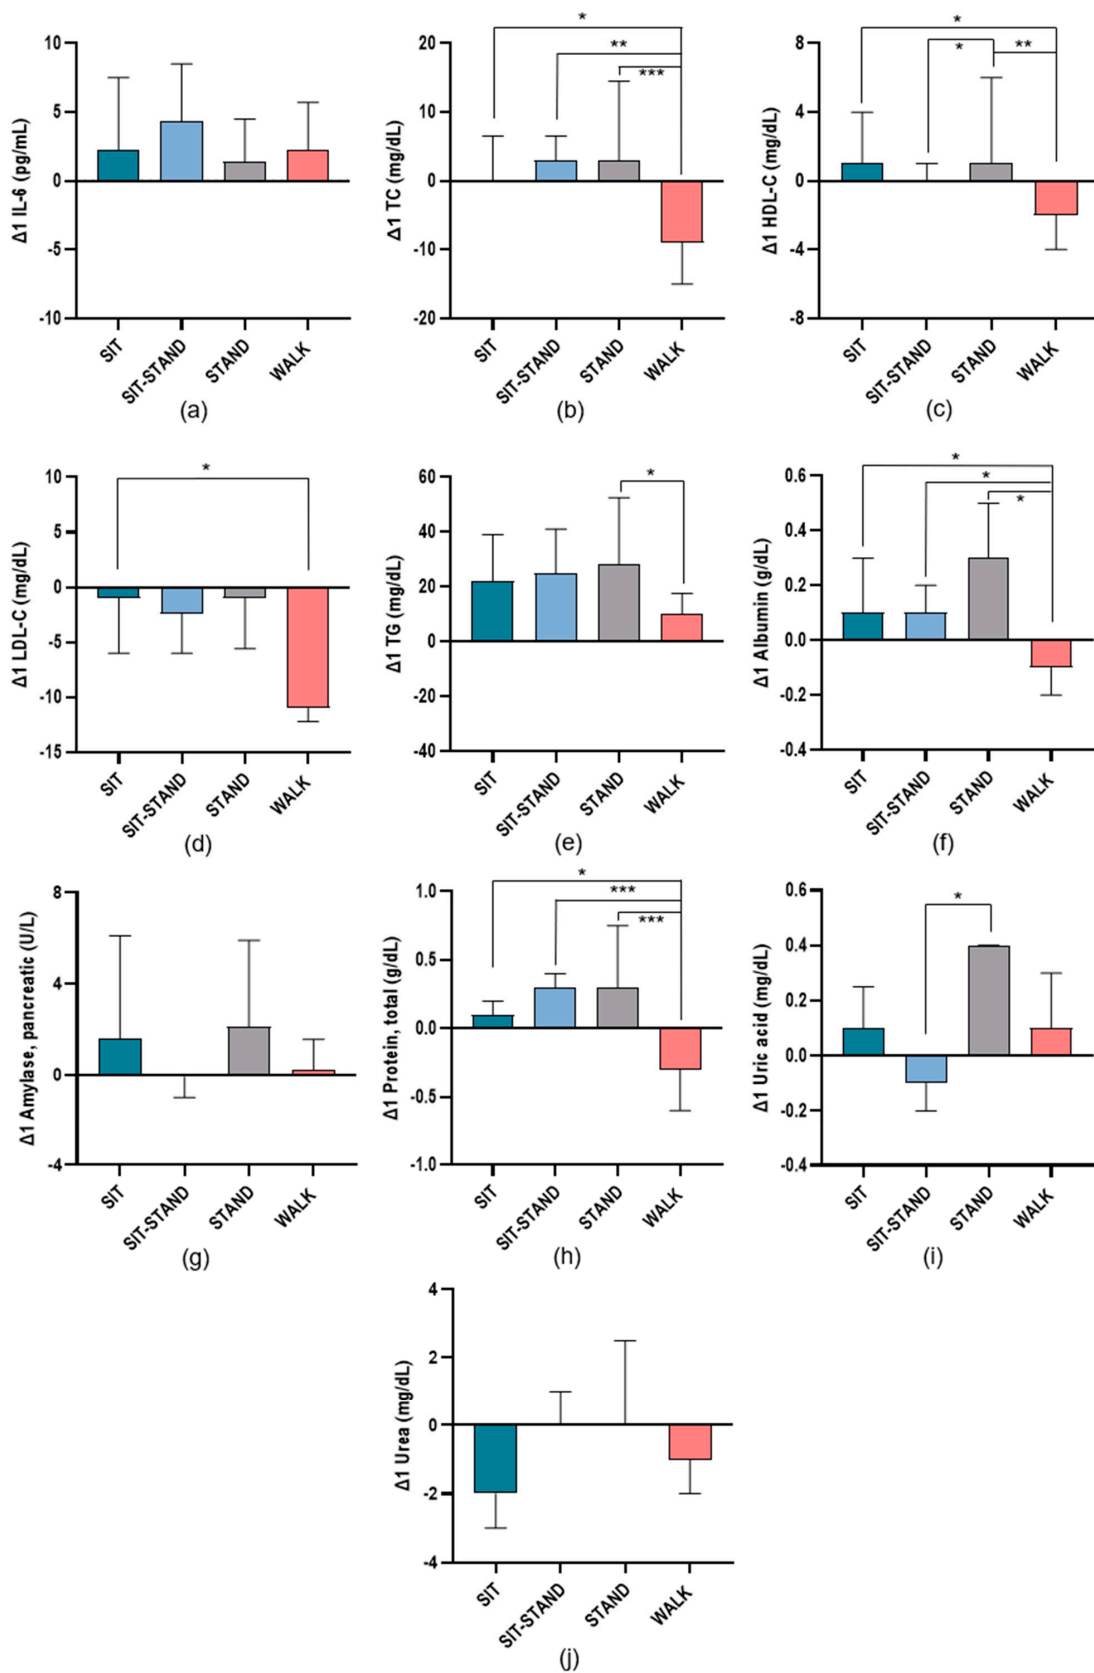 Δ1 IL-6 (pg/mL)
10
5
0
-5
-10
SIT
SIT-STAND
STAND
WALK
(a)
Δ1 TC (mg/dL)
20
10
0
-10
-20
*
**
***
SIT
SIT-STAND
STAND
WALK
(b)
Δ1 HDL-C (mg/dL)
8
4
0
-4
-8
*
*
**
SIT
SIT-STAND
STAND
WALK
(c)
Δ1 LDL-C (mg/dL)
10
5
0
-5
-10
-15
*
SIT
SIT-STAND
STAND
WALK
(d)
Δ1 TG (mg/dL)
60
40
20
0
-20
-40
*
SIT
SIT-STAND
STAND
WALK
(e)
Δ1 Albumin (g/dL)
0.6
0.4
0.2
0.0
-0.2
-0.4
*
*
*
SIT
SIT-STAND
STAND
WALK
(f)
Δ1 Amylase, pancreatic (U/L)
8
4
0
-4
SIT
SIT-STAND
STAND
WALK
(g)
Δ1 Protein, total (g/dL)
1.0
0.5
0.0
-0.5
-1.0
*
***
***
SIT
SIT-STAND
STAND
WALK
(h)
Δ1 Uric acid (mg/dL)
0.6
0.4
0.2
0.0
-0.2
-0.4
*
SIT
SIT-STAND
STAND
WALK
(i)
Δ1 Urea (mg/dL)
4
2
0
-2
-4
SIT
SIT-STAND
STAND
WALK
(j)